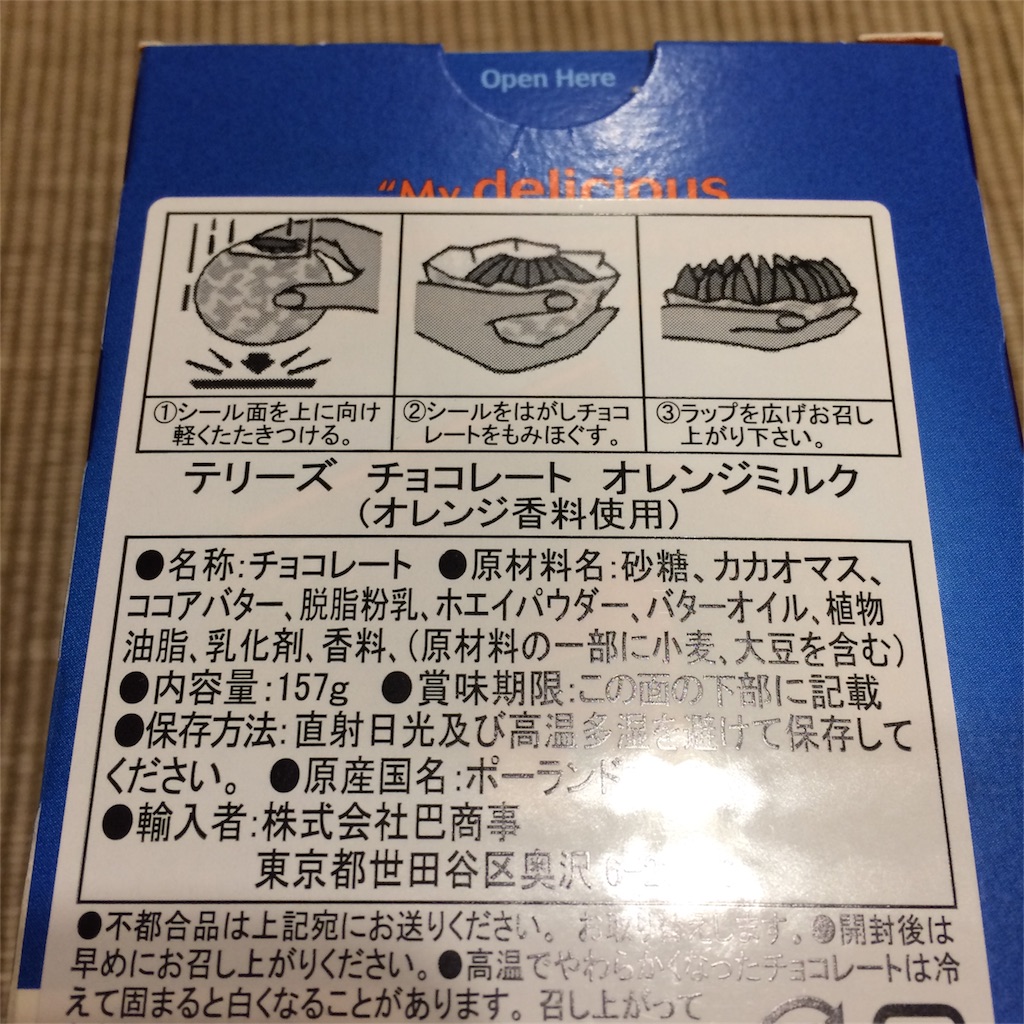 Open Here
“My delicious
①シール面を上に向け
軽くたたきつける。
②シールをはがしチョコ
レートをもみほぐす。
③ラップを広げお召し
上がり下さい。
テリーズ チョコレート オレンジミルク
（オレンジ香料使用）
●名称:チョコレート ●原材料名:砂糖、カカオマス、
ココアバター、脱脂粉乳、ホエイパウダー、バターオイル、植物
油脂、乳化剤、香料、（原材料の一部に小麦、大豆を含む）
●内容量:157g ●賞味期限:この面の下部に記載
●保存方法:直射日光及び高温多湿を避けて保存して
ください。 ●原産国名:ポーランド
●輸入者:株式会社巴商事
東京都世田谷区奥沢
●不都合品は上記宛にお送りください。 ●開封後は
早めにお召し上がりください。●高温でやわらかくなったチョコレートは冷
えて固まると白くなることがあります。召し上がって